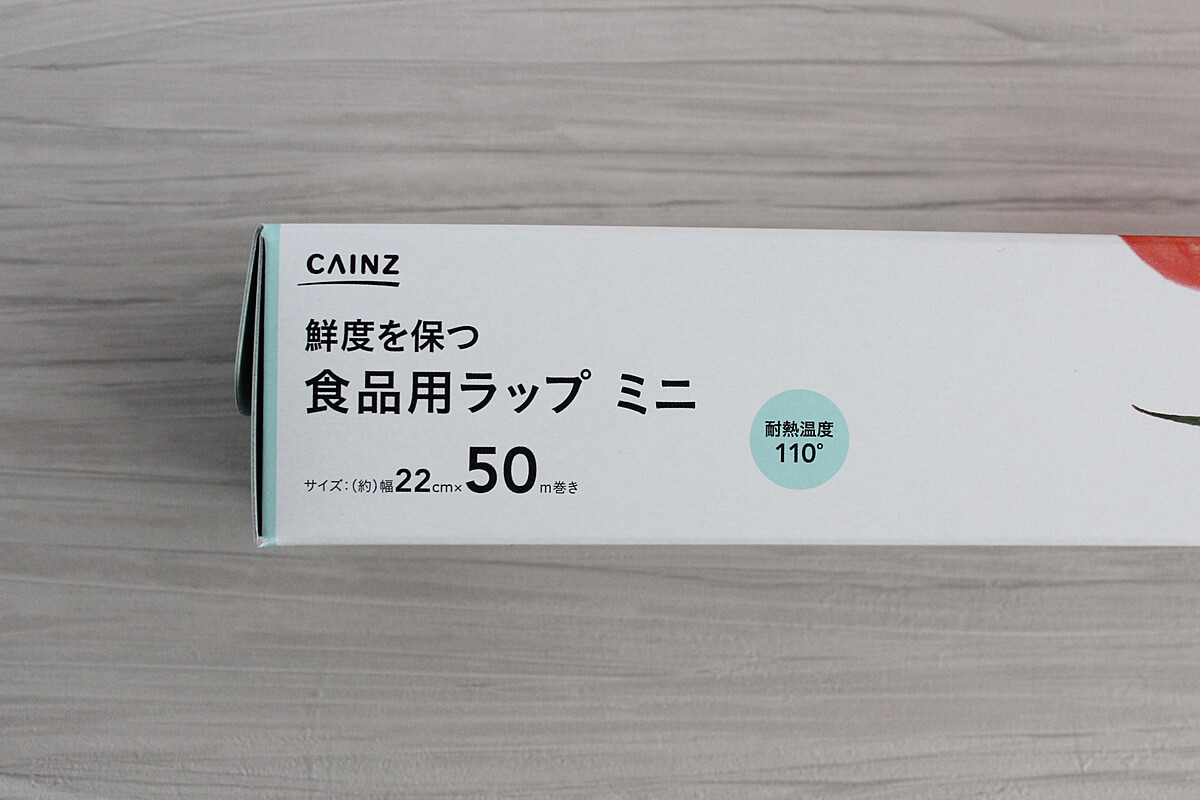 CAINZ
鮮度を保つ
食品用ラップ ミニ
サイズ：(約)幅22cm×50m巻き
耐熱温度
110°